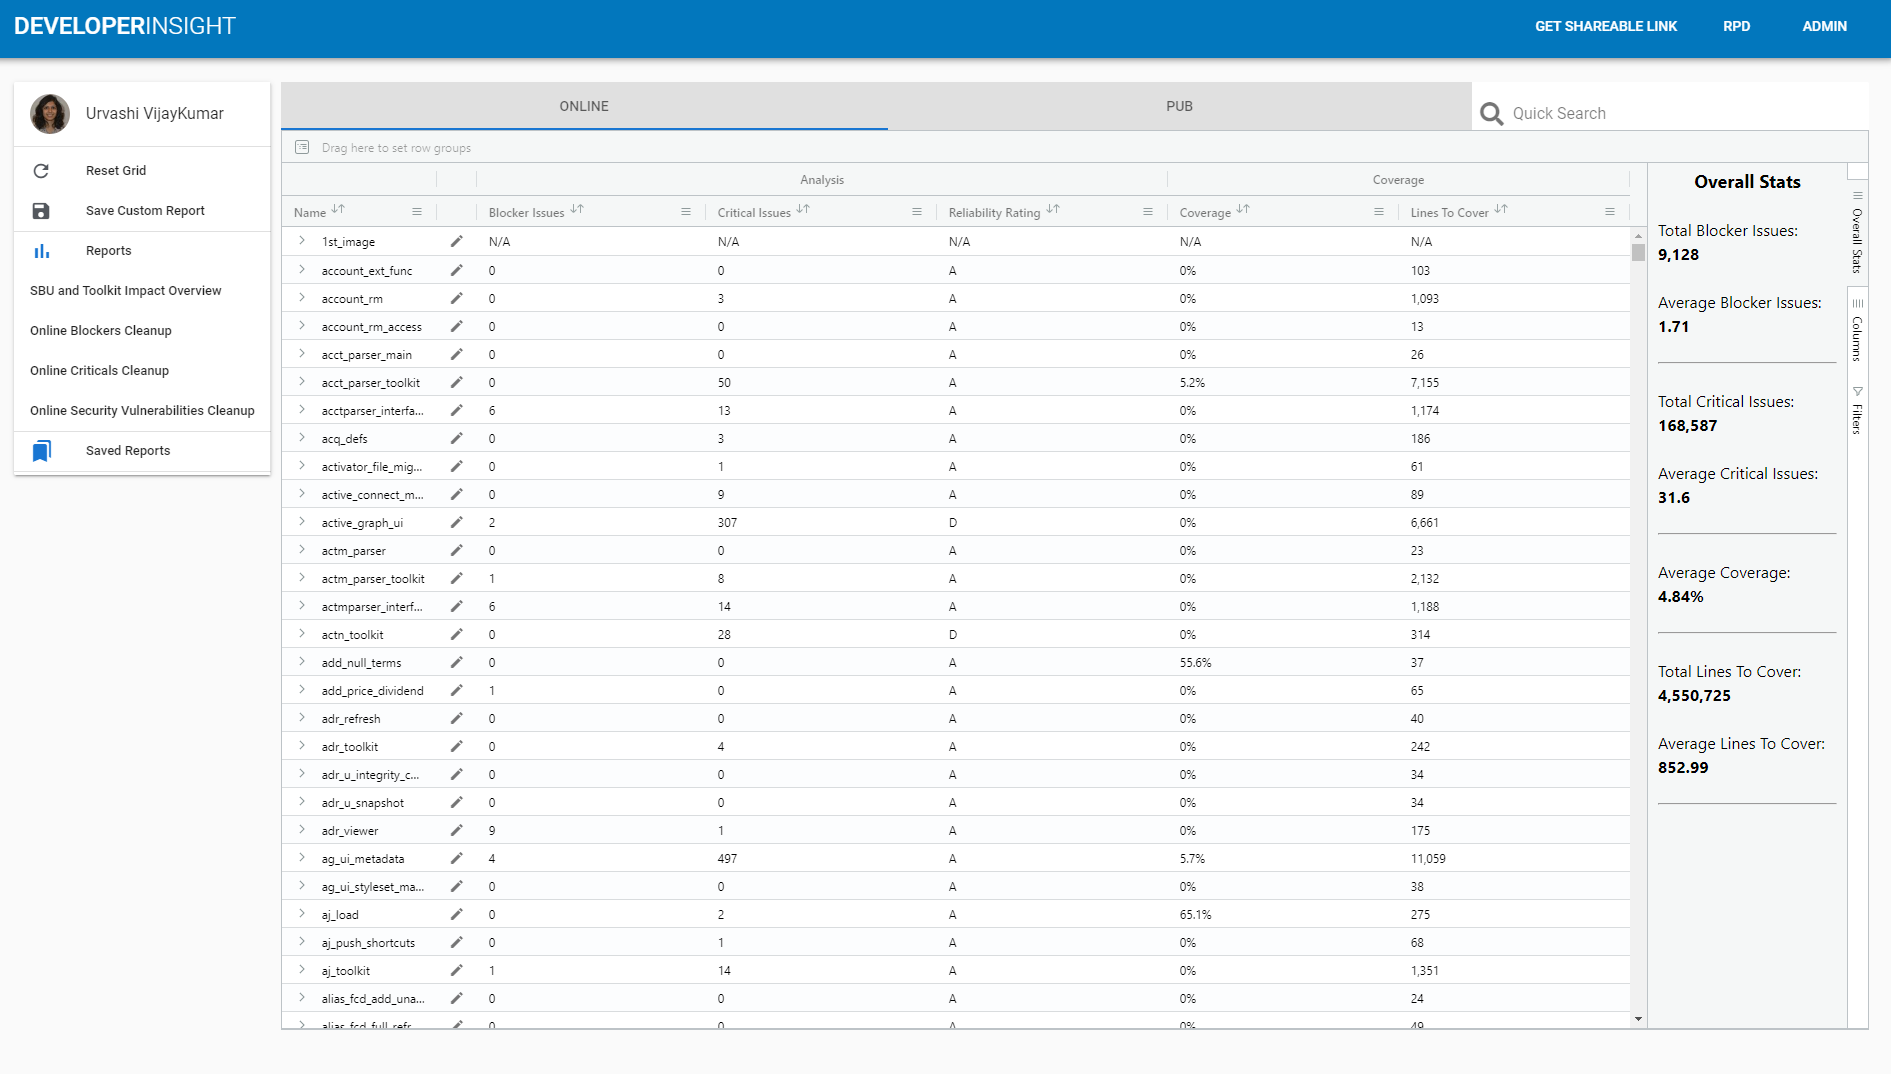 DEVELOPERINSIGHT GET SHAREABLE LINK RPD ADMIN
Urvashi VijayKumar
Reset Grid
Save Custom Report
Reports
SBU and Toolkit Impact Overview
Online Blockers Cleanup
Online Criticals Cleanup
Online Security Vulnerabilities Cleanup
Saved Reports
ONLINE PUB Quick Search
Drag here to set row groups
Analysis Coverage
Name Blocker Issues Critical Issues Reliability Rating Coverage Lines To Cover
1st_image N/A N/A N/A N/A N/A
account_ext_func 0 0 A 0% 103
account_rm 0 3 A 0% 1,093
account_rm_access 0 0 A 0% 13
acct_parser_main 0 0 A 0% 26
acct_parser_toolkit 0 50 A 5.2% 7,155
acctparser_interfa... 6 13 A 0% 1,174
acq_defs 0 3 A 0% 186
activator_file_mig... 0 1 A 0% 61
active_connect_m... 0 9 A 0% 89
active_graph_ui 2 307 D 0% 6,661
actm_parser 0 0 A 0% 23
actm_parser_toolkit 1 8 A 0% 2,132
actmparser_interf... 6 14 A 0% 1,188
actn_toolkit 0 28 D 0% 314
add_null_terms 0 0 A 55.6% 37
add_price_dividend 1 0 A 0% 65
adr_refresh 0 0 A 0% 40
adr_toolkit 0 4 A 0% 242
adr_u_integrity_c... 0 0 A 0% 34
adr_u_snapshot 0 0 A 0% 34
adr_viewer 9 1 A 0% 175
ag_ui_metadata 4 497 A 5.7% 11,059
ag_ui_styleset_ma... 0 0 A 0% 38
aj_load 0 2 A 65.1% 275
aj_push_shortcuts 0 1 A 0% 68
aj_toolkit 1 14 A 0% 1,351
alias_fcd_add_una... 0 0 A 0% 24
alias_fcd_full_refr 0 0 A 0% 49
Overall Stats
Total Blocker Issues:
9,128
Average Blocker Issues:
1.71
Total Critical Issues:
168,587
Average Critical Issues:
31.6
Average Coverage:
4.84%
Total Lines To Cover:
4,550,725
Average Lines To Cover:
852.99
Overall Stats
Columns
Filters